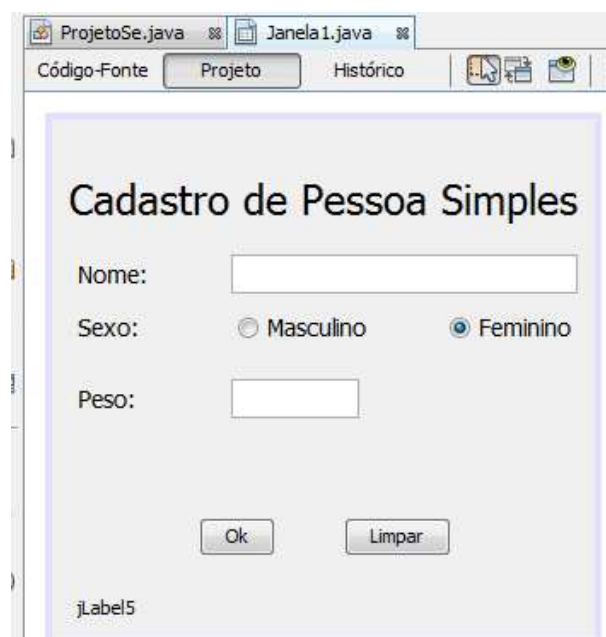 ProjetoSe.java Janela1.java
Código-Fonte Projeto Histórico
Cadastro de Pessoa Simples
Nome:
Sexo: Masculino Feminino
Peso:
Ok Limpar
jLabel5